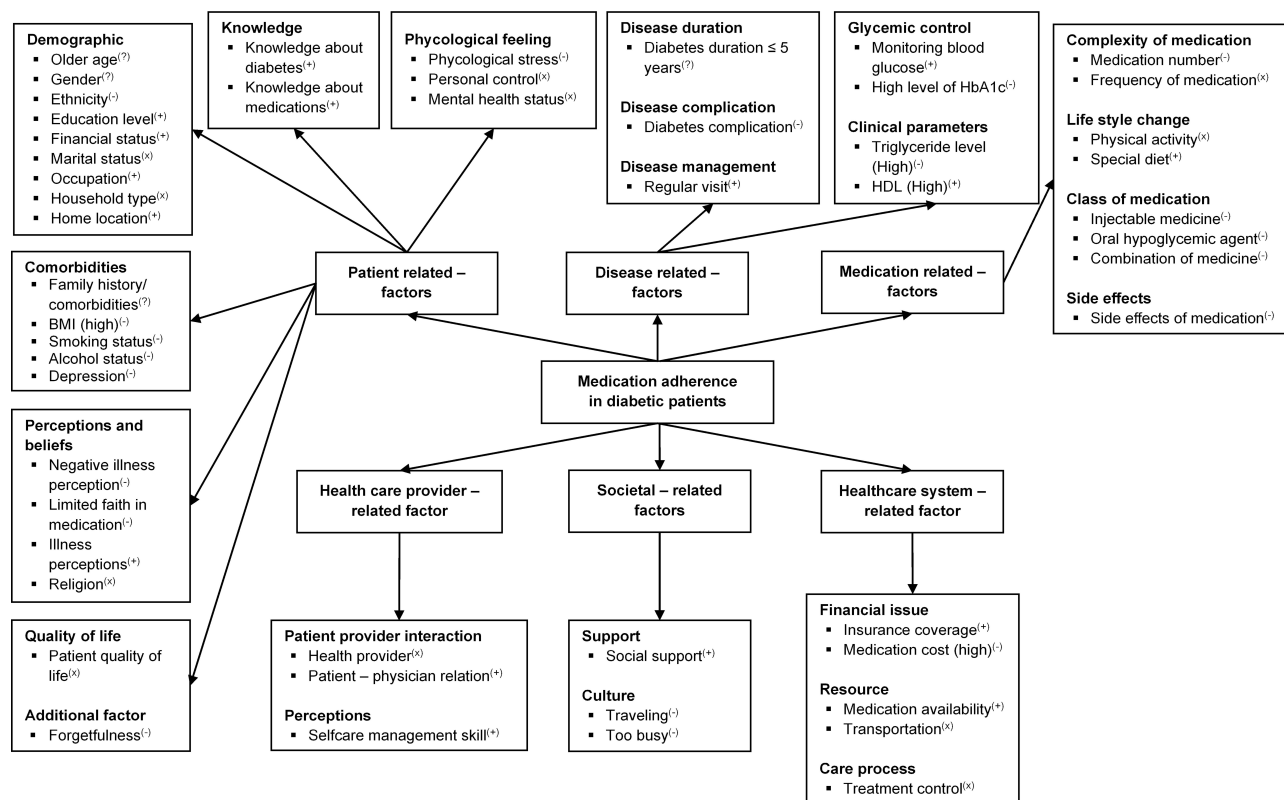 Demographic
▪ Older age(?)
▪ Gender(?)
▪ Ethnicity(-)
▪ Education level(+)
▪ Financial status(+)
▪ Marital status(x)
▪ Occupation(+)
▪ Household type(x)
▪ Home location(+)
Knowledge
▪ Knowledge about
diabetes(+)
▪ Knowledge about
medications(+)
Phycological feeling
▪ Phycological stress(-)
▪ Personal control(x)
▪ Mental health status(x)
Disease duration
▪ Diabetes duration ≤ 5
years(?)
Disease complication
▪ Diabetes complication(-)
Disease management
▪ Regular visit(+)
Glycemic control
▪ Monitoring blood
glucose(+)
▪ High level of HbA1c(-)
Clinical parameters
▪ Triglyceride level
(High)(-)
▪ HDL (High)(+)
Complexity of medication
▪ Medication number(-)
▪ Frequency of medication(x)
Life style change
▪ Physical activity(x)
▪ Special diet(+)
Class of medication
▪ Injectable medicine(-)
▪ Oral hypoglycemic agent(-)
▪ Combination of medicine(-)
Side effects
▪ Side effects of medication(-)
Comorbidities
▪ Family history/
comorbidities(?)
▪ BMI (high)(-)
▪ Smoking status(-)
▪ Alcohol status(-)
▪ Depression(-)
Patient related –
factors
Disease related –
factors
Medication related –
factors
Medication adherence
in diabetic patients
Perceptions and
beliefs
▪ Negative illness
perception(-)
▪ Limited faith in
medication(-)
▪ Illness
perceptions(+)
▪ Religion(x)
Health care provider –
related factor
Societal – related
factors
Healthcare system –
related factor
Quality of life
▪ Patient quality of
life(x)
Additional factor
▪ Forgetfulness(-)
Patient provider interaction
▪ Health provider(x)
▪ Patient – physician relation(+)
Perceptions
▪ Selfcare management skill(+)
Support
▪ Social support(+)
Culture
▪ Traveling(-)
▪ Too busy(-)
Financial issue
▪ Insurance coverage(+)
▪ Medication cost (high)(-)
Resource
▪ Medication availability(+)
▪ Transportation(x)
Care process
▪ Treatment control(x)